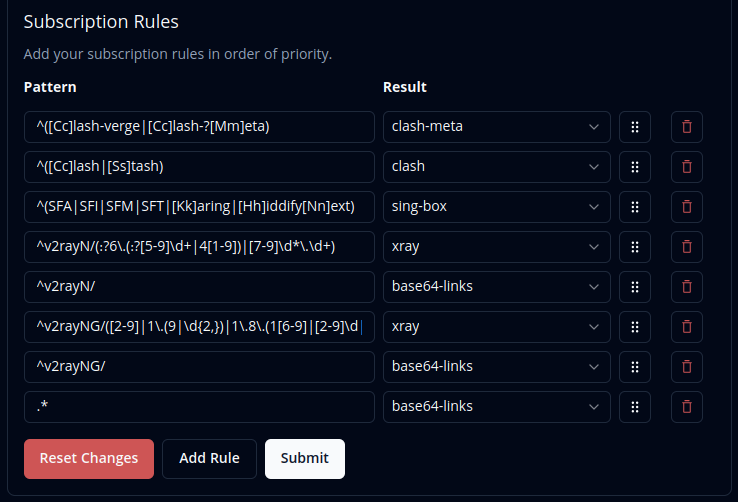 Subscription Rules
Add your subscription rules in order of priority.
Pattern Result
^([Cc]lash-verge|[Cc]lash-?[Mm]eta) clash-meta
^([Cc]lash|[Ss]tash) clash
^(SFA|SFI|SFM|SFT|[Kk]aring|[Hh]iddify[Nn]ext) sing-box
^v2rayN/(:?6\.(:?[5-9]\d+|4[1-9])|[7-9]\d*\.\d+) xray
^v2rayN/ base64-links
^v2rayNG/([2-9]|1\.(9|\d{2,})|1\.8\.(1[6-9]|[2-9]\d| xray
^v2rayNG/ base64-links
.* base64-links
Reset Changes Add Rule Submit